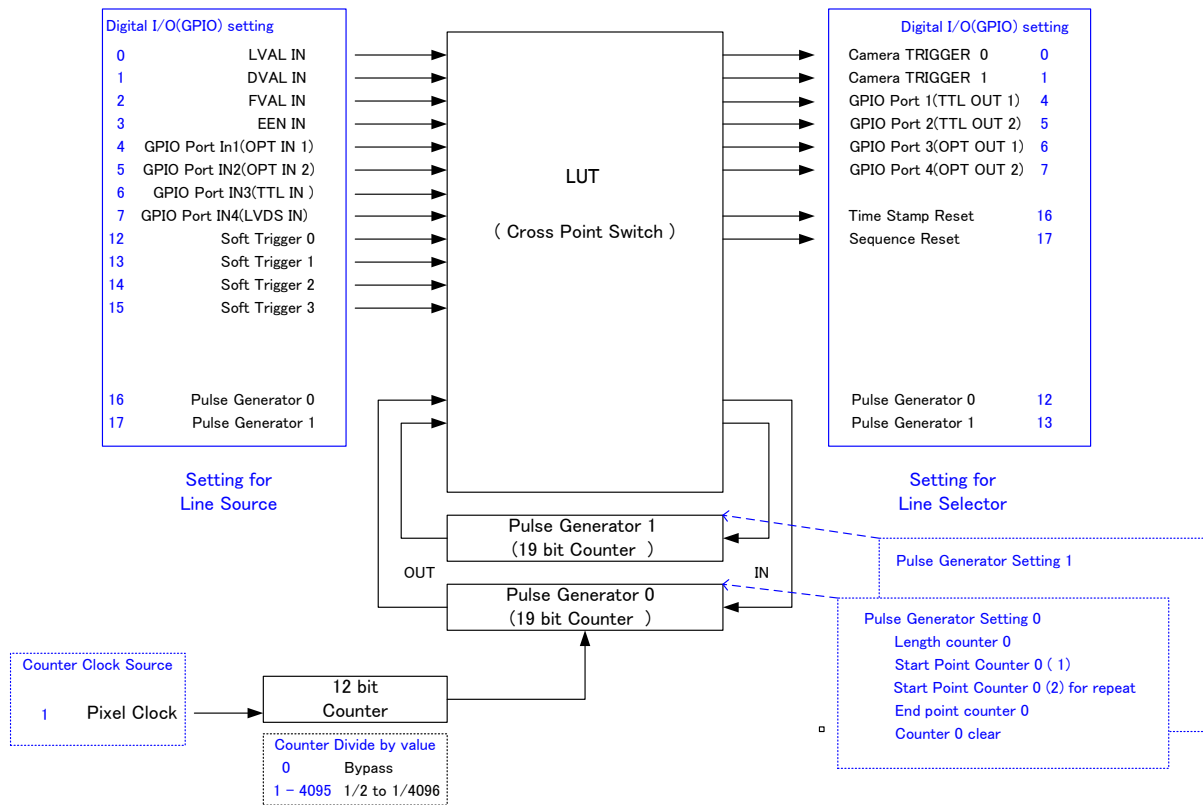 Digital I/O(GPIO) setting
0 LVAL IN
1 DVAL IN
2 FVAL IN
3 EEN IN
4 GPIO Port In1(OPT IN 1)
5 GPIO Port IN2(OPT IN 2)
6 GPIO Port IN3(TTL IN )
7 GPIO Port IN4(LVDS IN)
12 Soft Trigger 0
13 Soft Trigger 1
14 Soft Trigger 2
15 Soft Trigger 3
16 Pulse Generator 0
17 Pulse Generator 1
Setting for
Line Source
LUT
( Cross Point Switch )
Digital I/O(GPIO) setting
Camera TRIGGER 0 0
Camera TRIGGER 1 1
GPIO Port 1(TTL OUT 1) 4
GPIO Port 2(TTL OUT 2) 5
GPIO Port 3(OPT OUT 1) 6
GPIO Port 4(OPT OUT 2) 7
Time Stamp Reset 16
Sequence Reset 17
Pulse Generator 0 12
Pulse Generator 1 13
Setting for
Line Selector
Pulse Generator 1
(19 bit Counter )
OUT
IN
Pulse Generator 0
(19 bit Counter )
Pulse Generator Setting 1
Pulse Generator Setting 0
Length counter 0
Start Point Counter 0 ( 1)
Start Point Counter 0 (2) for repeat
End point counter 0
Counter 0 clear
Counter Clock Source
1 Pixel Clock
12 bit
Counter
Counter Divide by value
0 Bypass
1 - 4095 1/2 to 1/4096